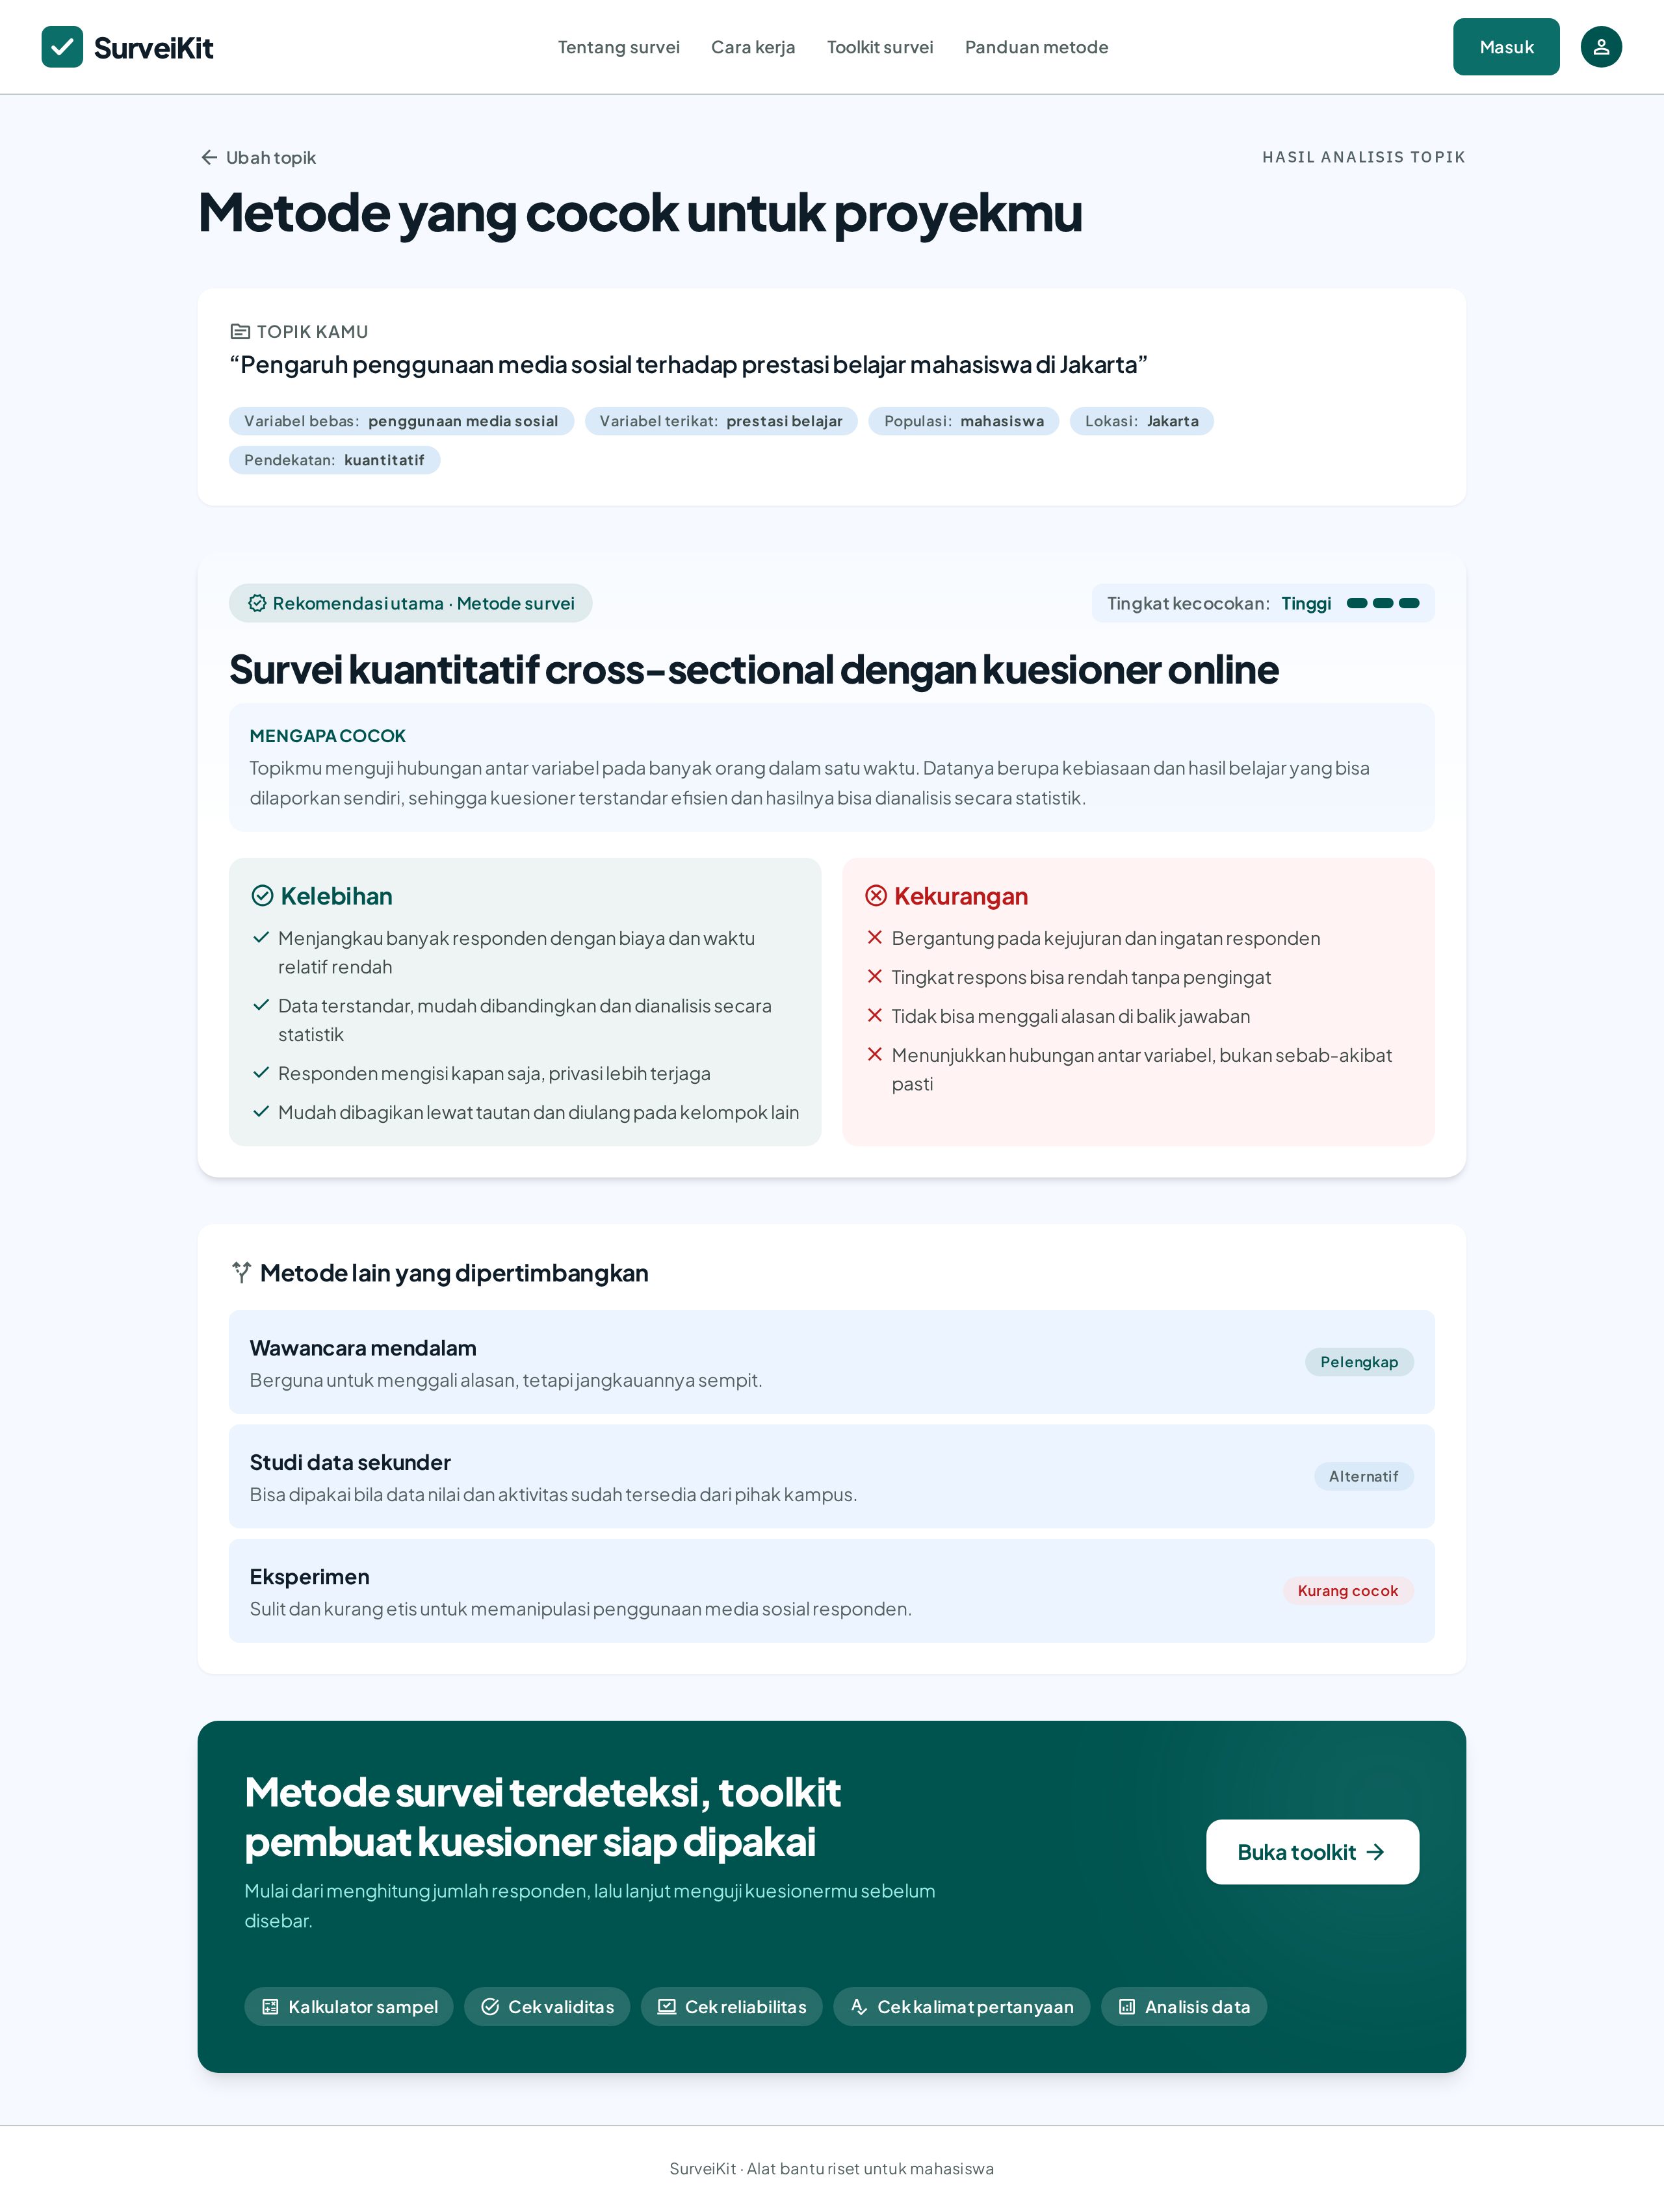 SurveiKit
Tentang survei
Cara kerja
Toolkit survei
Panduan metode
Masuk
Ubah topik
HASIL ANALISIS TOPIK
Metode yang cocok untuk proyekmu
TOPIK KAMU
“Pengaruh penggunaan media sosial terhadap prestasi belajar mahasiswa di Jakarta”
Variabel bebas: penggunaan media sosial
Variabel terikat: prestasi belajar
Populasi: mahasiswa
Lokasi: Jakarta
Pendekatan: kuantitatif
Rekomendasi utama · Metode survei
Tingkat kecocokan: Tinggi
Survei kuantitatif cross-sectional dengan kuesioner online
MENGAPA COCOK
Topikmu menguji hubungan antar variabel pada banyak orang dalam satu waktu. Datanya berupa kebiasaan dan hasil belajar yang bisa
dilaporkan sendiri, sehingga kuesioner terstandar efisien dan hasilnya bisa dianalisis secara statistik.
Kelebihan
Menjangkau banyak responden dengan biaya dan waktu
relatif rendah
Data terstandar, mudah dibandingkan dan dianalisis secara
statistik
Responden mengisi kapan saja, privasi lebih terjaga
Mudah dibagikan lewat tautan dan diulang pada kelompok lain
Kekurangan
Bergantung pada kejujuran dan ingatan responden
Tingkat respons bisa rendah tanpa pengingat
Tidak bisa menggali alasan di balik jawaban
Menunjukkan hubungan antar variabel, bukan sebab-akibat
pasti
Metode lain yang dipertimbangkan
Wawancara mendalam
Berguna untuk menggali alasan, tetapi jangkauannya sempit.
Pelengkap
Studi data sekunder
Bisa dipakai bila data nilai dan aktivitas sudah tersedia dari pihak kampus.
Alternatif
Eksperimen
Sulit dan kurang etis untuk memanipulasi penggunaan media sosial responden.
Kurang cocok
Metode survei terdeteksi, toolkit
pembuat kuesioner siap dipakai
Mulai dari menghitung jumlah responden, lalu lanjut menguji kuesionermu sebelum
disebar.
Buka toolkit
Kalkulator sampel
Cek validitas
Cek reliabilitas
Cek kalimat pertanyaan
Analisis data
SurveiKit · Alat bantu riset untuk mahasiswa